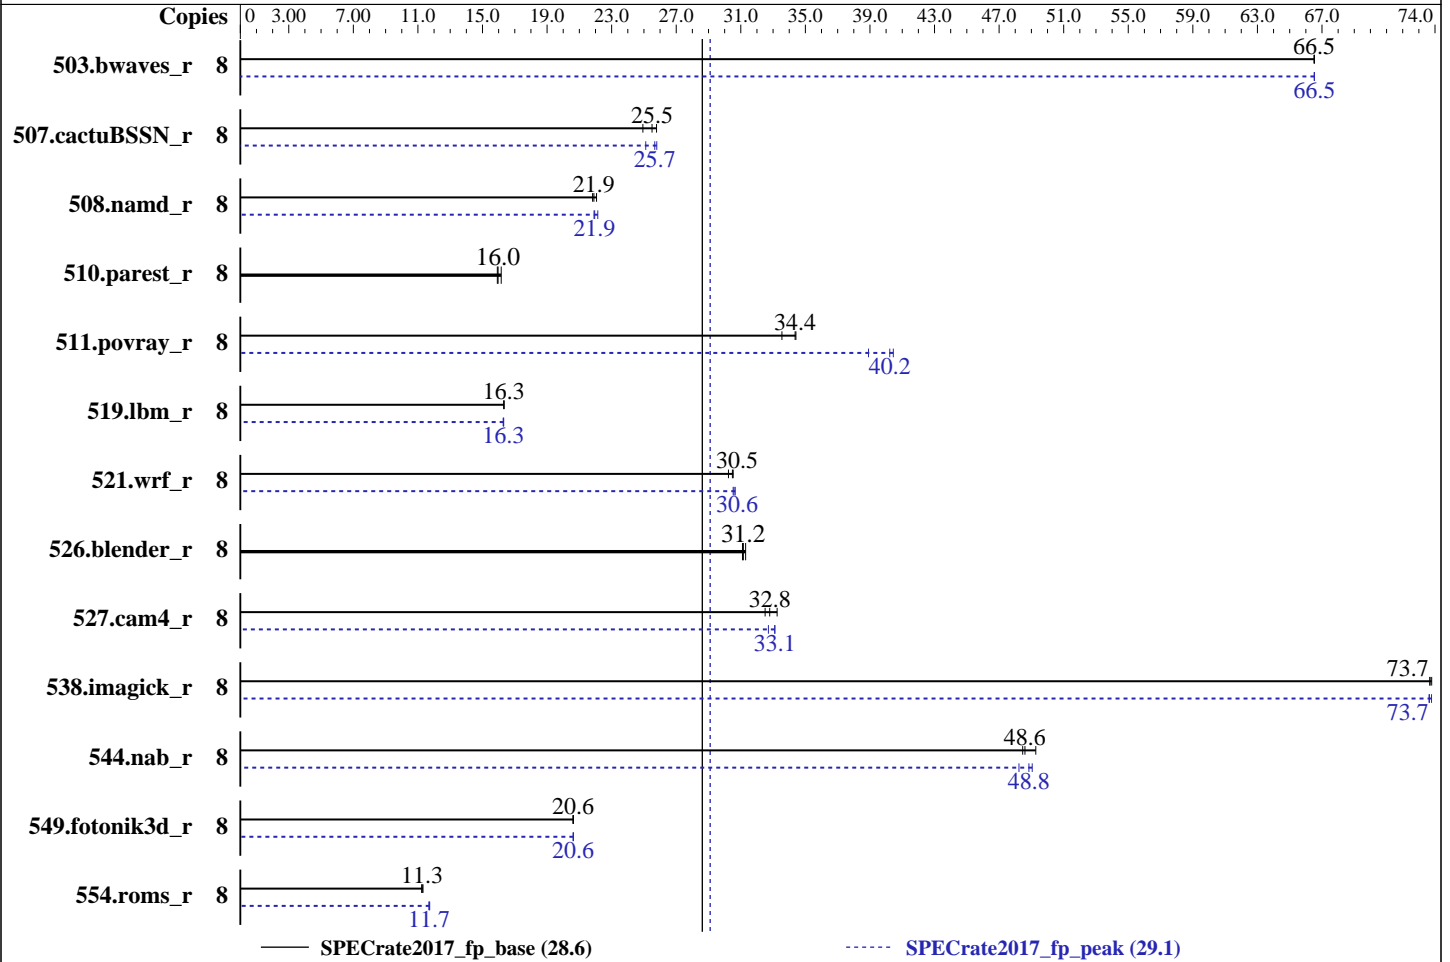 Copies 0 3.00 7.00 11.0 15.0 19.0 23.0 27.0 31.0 35.0 39.0 43.0 47.0 51.0 55.0 59.0 63.0 67.0 74.0
503.bwaves_r 8 66.5
66.5
507.cactuBSSN_r 8 25.5
25.7
508.namd_r 8 21.9
21.9
510.parest_r 8 16.0
511.povray_r 8 34.4
40.2
519.lbm_r 8 16.3
16.3
521.wrf_r 8 30.5
30.6
526.blender_r 8 31.2
527.cam4_r 8 32.8
33.1
538.imagick_r 8 73.7
73.7
544.nab_r 8 48.6
48.8
549.fotonik3d_r 8 20.6
20.6
554.roms_r 8 11.3
11.7
SPECrate2017_fp_base (28.6) SPECrate2017_fp_peak (29.1)